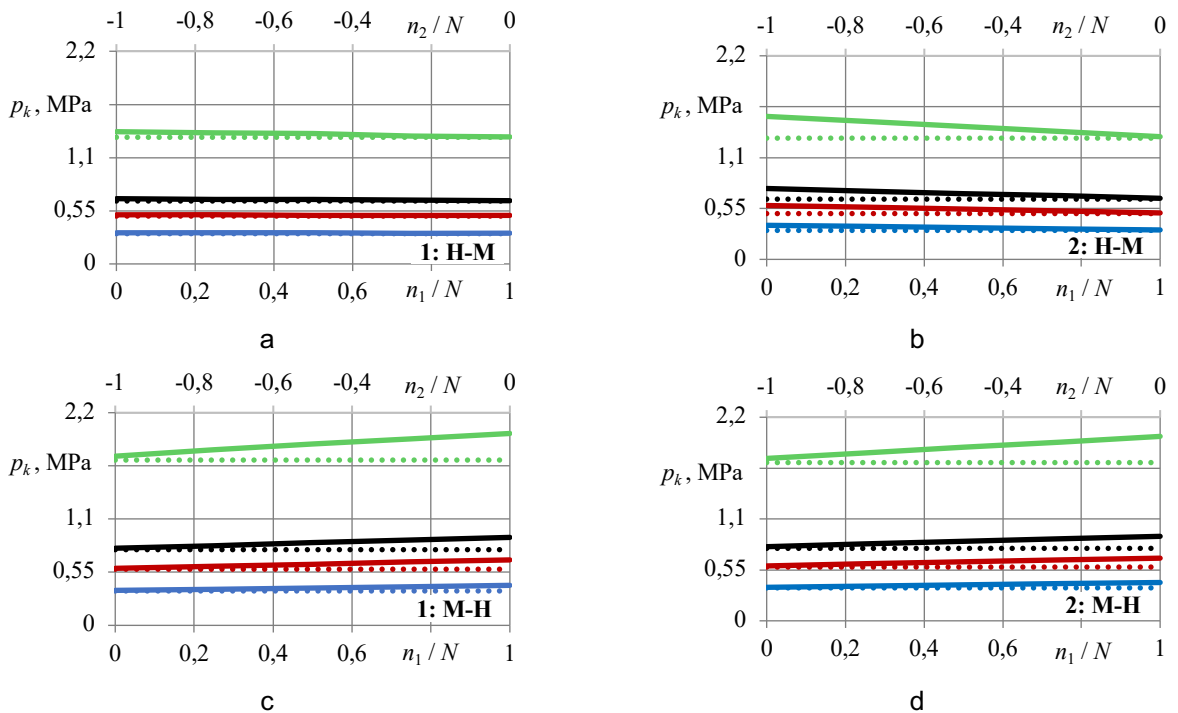 -1 -0,8 -0,6 -0,4 n₂ / N 0
2,2
pₖ , MPa
1,1
0,55
0
1: H-M
0 0,2 0,4 0,6 n₁ / N 1
a
-1 -0,8 -0,6 -0,4 n₂ / N 0
2,2
pₖ , MPa
1,1
0,55
0
2: H-M
0 0,2 0,4 0,6 n₁ / N 1
b
-1 -0,8 -0,6 -0,4 n₂ / N 0
2,2
pₖ , MPa
1,1
0,55
0
1: M-H
0 0,2 0,4 0,6 n₁ / N 1
c
-1 -0,8 -0,6 -0,4 n₂ / N 0
2,2
pₖ , MPa
1,1
0,55
0
2: M-H
0 0,2 0,4 0,6 n₁ / N 1
d